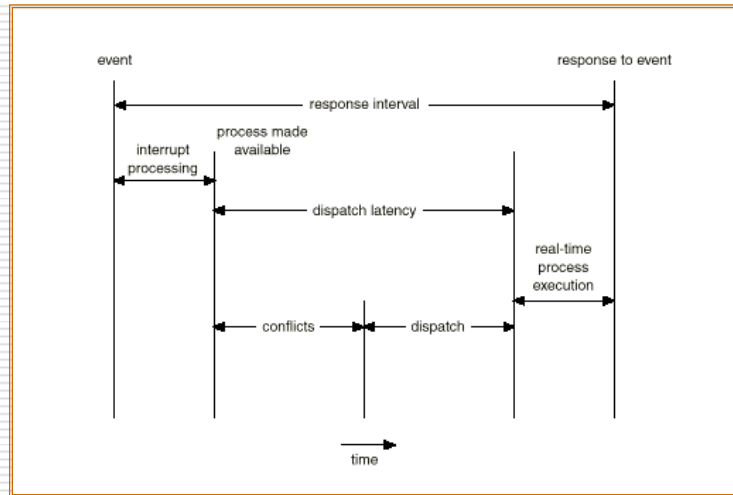 event
response to event
response interval
process made
available
interrupt
processing
dispatch latency
real-time
process
execution
conflicts
dispatch
time